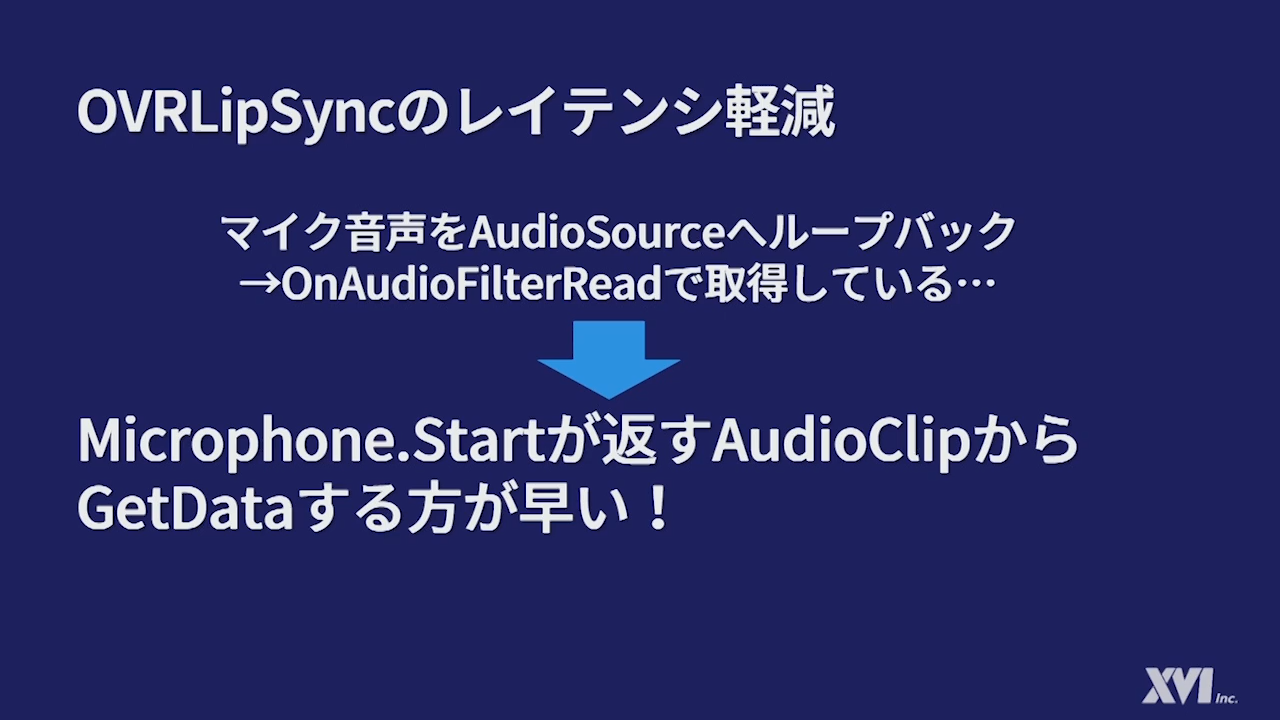 OVRLipSyncのレイテンシ軽減
マイク音声をAudioSourceへループバック
→OnAudioFilterReadで取得している…
Microphone.Startが返すAudioClipから
GetDataする方が早い！
XVI Inc.